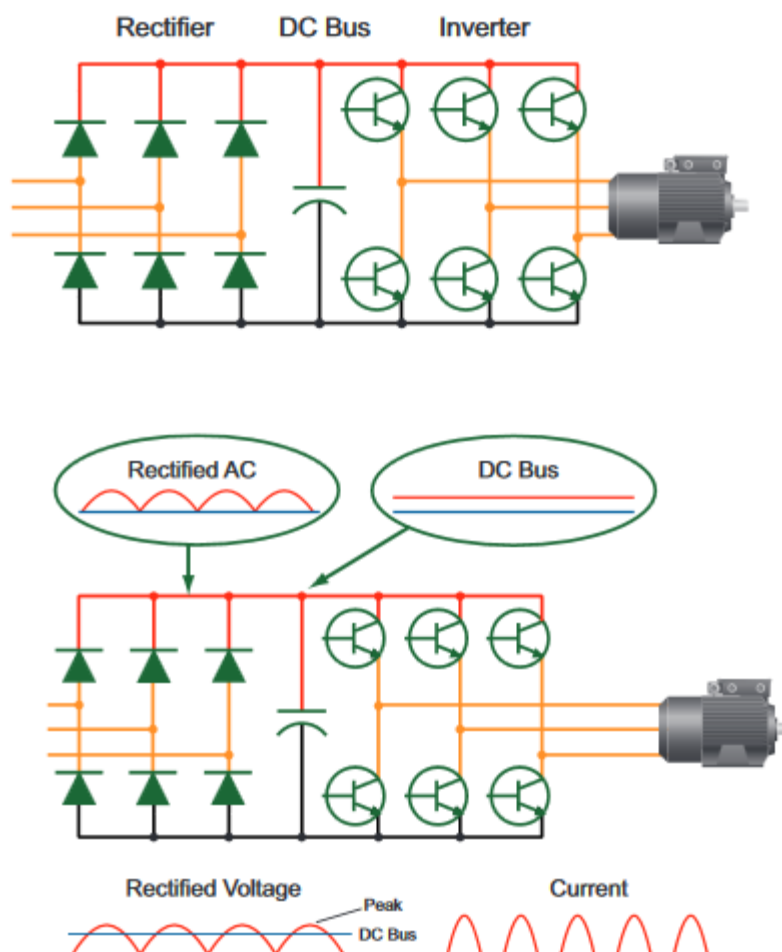 Rectifier
DC Bus
Inverter
Rectified AC
DC Bus
Rectified Voltage
Current
Peak
DC Bus